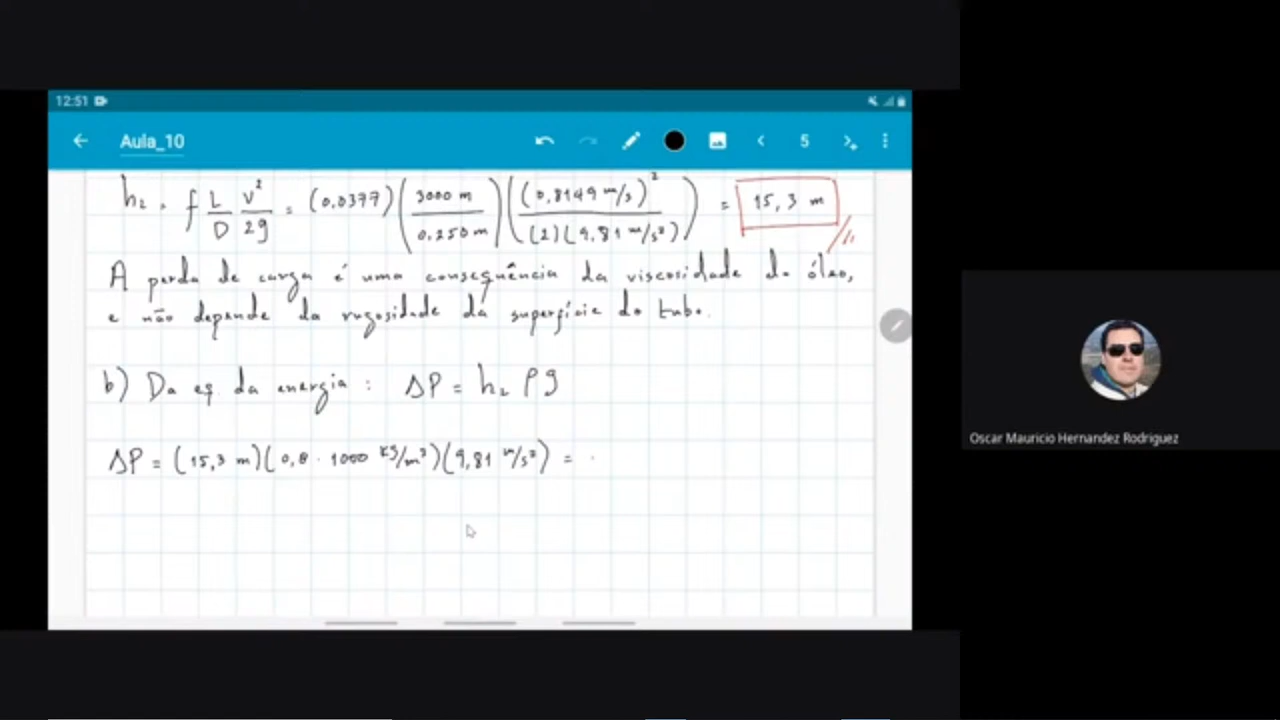 12:51
Aula_10
5
h_L = f L/D V²/2g = (0,0377) (3000 m / 0,250 m) ((0,8149 m/s)² / (2)(9,81 m/s²)) = 15,3 m
A perda de carga é uma consequência da viscosidade do óleo,
e não depende da rugosidade da superfície do tubo.
b) Da eq da energia : ΔP = h_L ρ g
ΔP = (15,3 m)(0,8 · 1000 kg/m³)(9,81 m/s²) =
Oscar Mauricio Hernandez Rodriguez